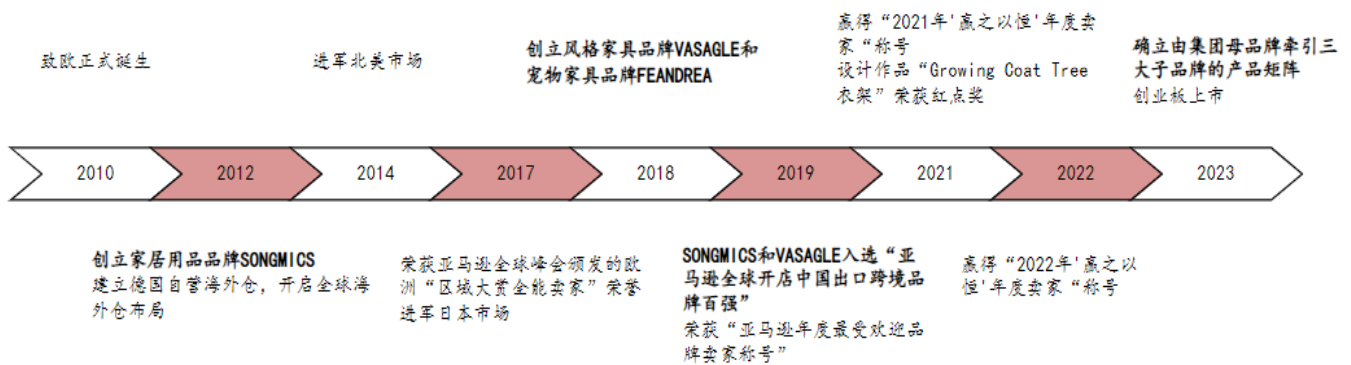 致欧正式诞生
进军北美市场
创立风格家具品牌VASAGLE和
宠物家具品牌FEANDREA
赢得“2021年'赢之以恒'年度卖
家“称号
设计作品“Growing Coat Tree
衣架”荣获红点奖
确立由集团母品牌牵引三
大子品牌的产品矩阵
创业板上市
2010
2012
2014
2017
2018
2019
2021
2022
2023
创立家居用品品牌SONGMICS
建立德国自营海外仓，开启全球海
外仓布局
荣获亚马逊全球峰会颁发的欧
洲“区域大赏全能卖家”荣誉
进军日本市场
SONGMICS和VASAGLE入选“亚
马逊全球开店中国出口跨境品
牌百强”
荣获“亚马逊年度最受欢迎品
牌卖家称号”
赢得“2022年'赢之以
恒'年度卖家“称号